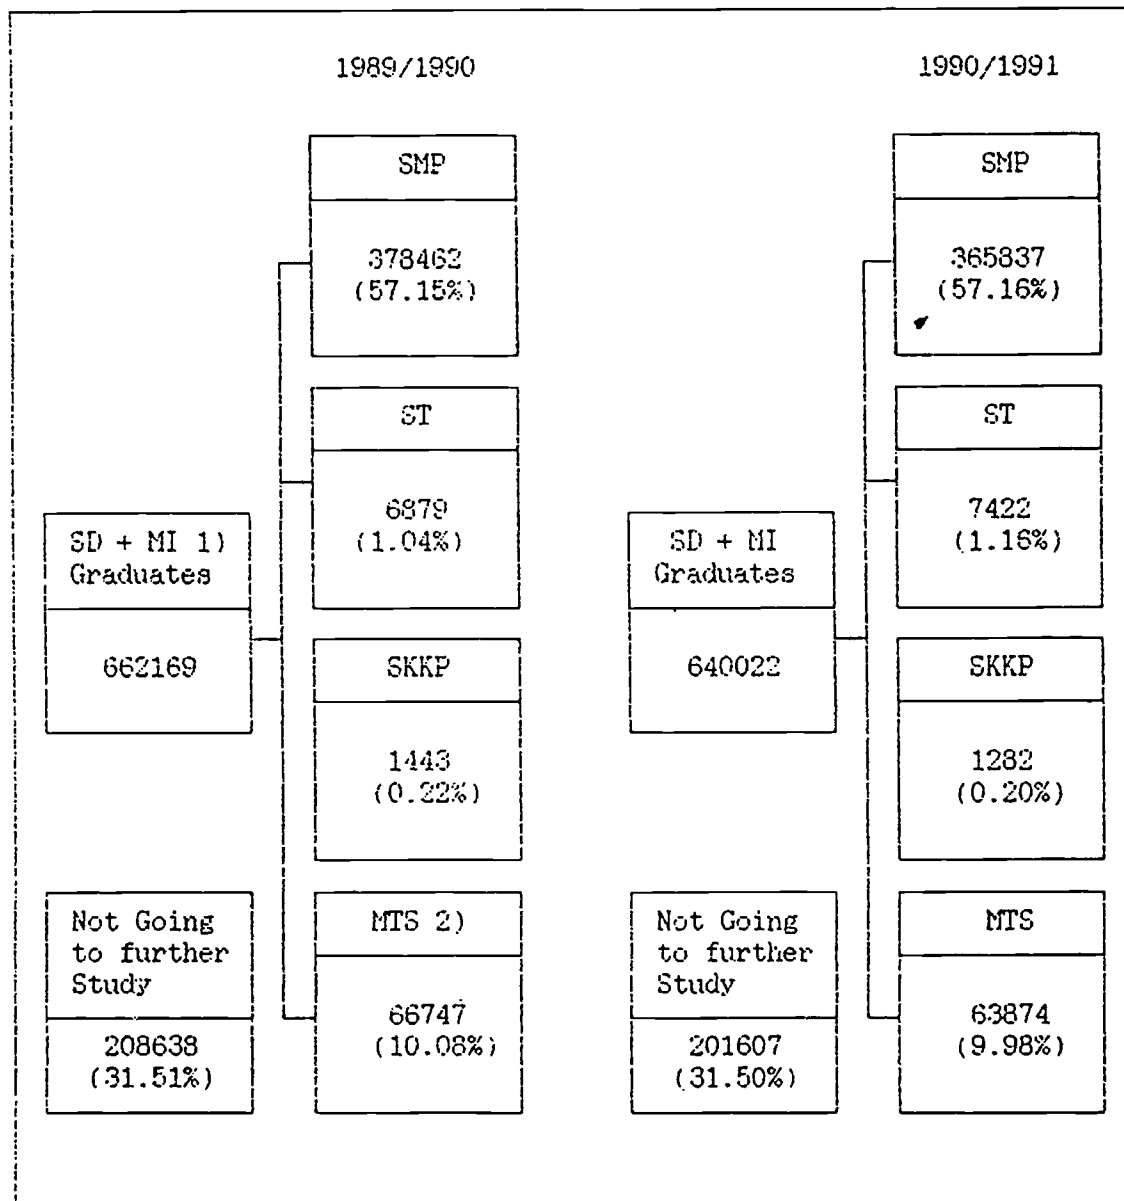 1989/1990
SMP
378462
(57.15%)
ST
6879
(1.04%)
SD + MI 1)
Graduates
662169
SKKP
1443
(0.22%)
Not Going
to further
Study
208638
(31.51%)
MTS 2)
66747
(10.08%)
1990/1991
SMP
365837
(57.16%)
ST
7422
(1.16%)
SD + MI
Graduates
640022
SKKP
1282
(0.20%)
Not Going
to further
Study
201607
(31.50%)
MTS
63874
(9.98%)